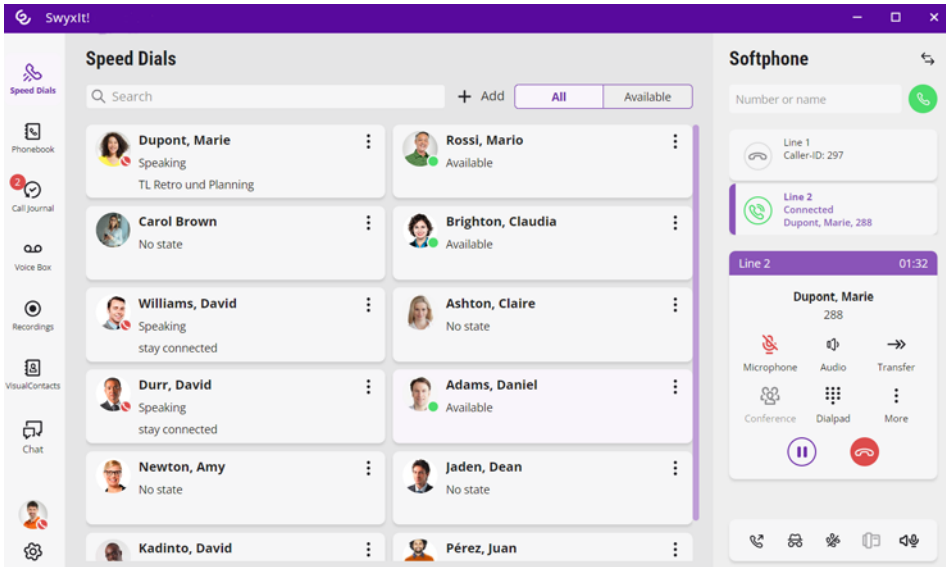 SwyxIt!
Speed Dials
Phonebook
2
Call Journal
Voice Box
Recordings
VisualContacts
Chat
Speed Dials
Search
+ Add
All
Available
Dupont, Marie
Speaking
TL Retro und Planning
Rossi, Mario
Available
Carol Brown
No state
Brighton, Claudia
Available
Williams, David
Speaking
stay connected
Ashton, Claire
No state
Durr, David
Speaking
stay connected
Adams, Daniel
Available
Newton, Amy
No state
Jaden, Dean
No state
Kadinto, David
Pérez, Juan
Softphone
Number or name
Line 1
Caller-ID: 297
Line 2
Connected
Dupont, Marie, 288
Line 2 01:32
Dupont, Marie
288
Microphone Audio Transfer
Conference Dialpad More